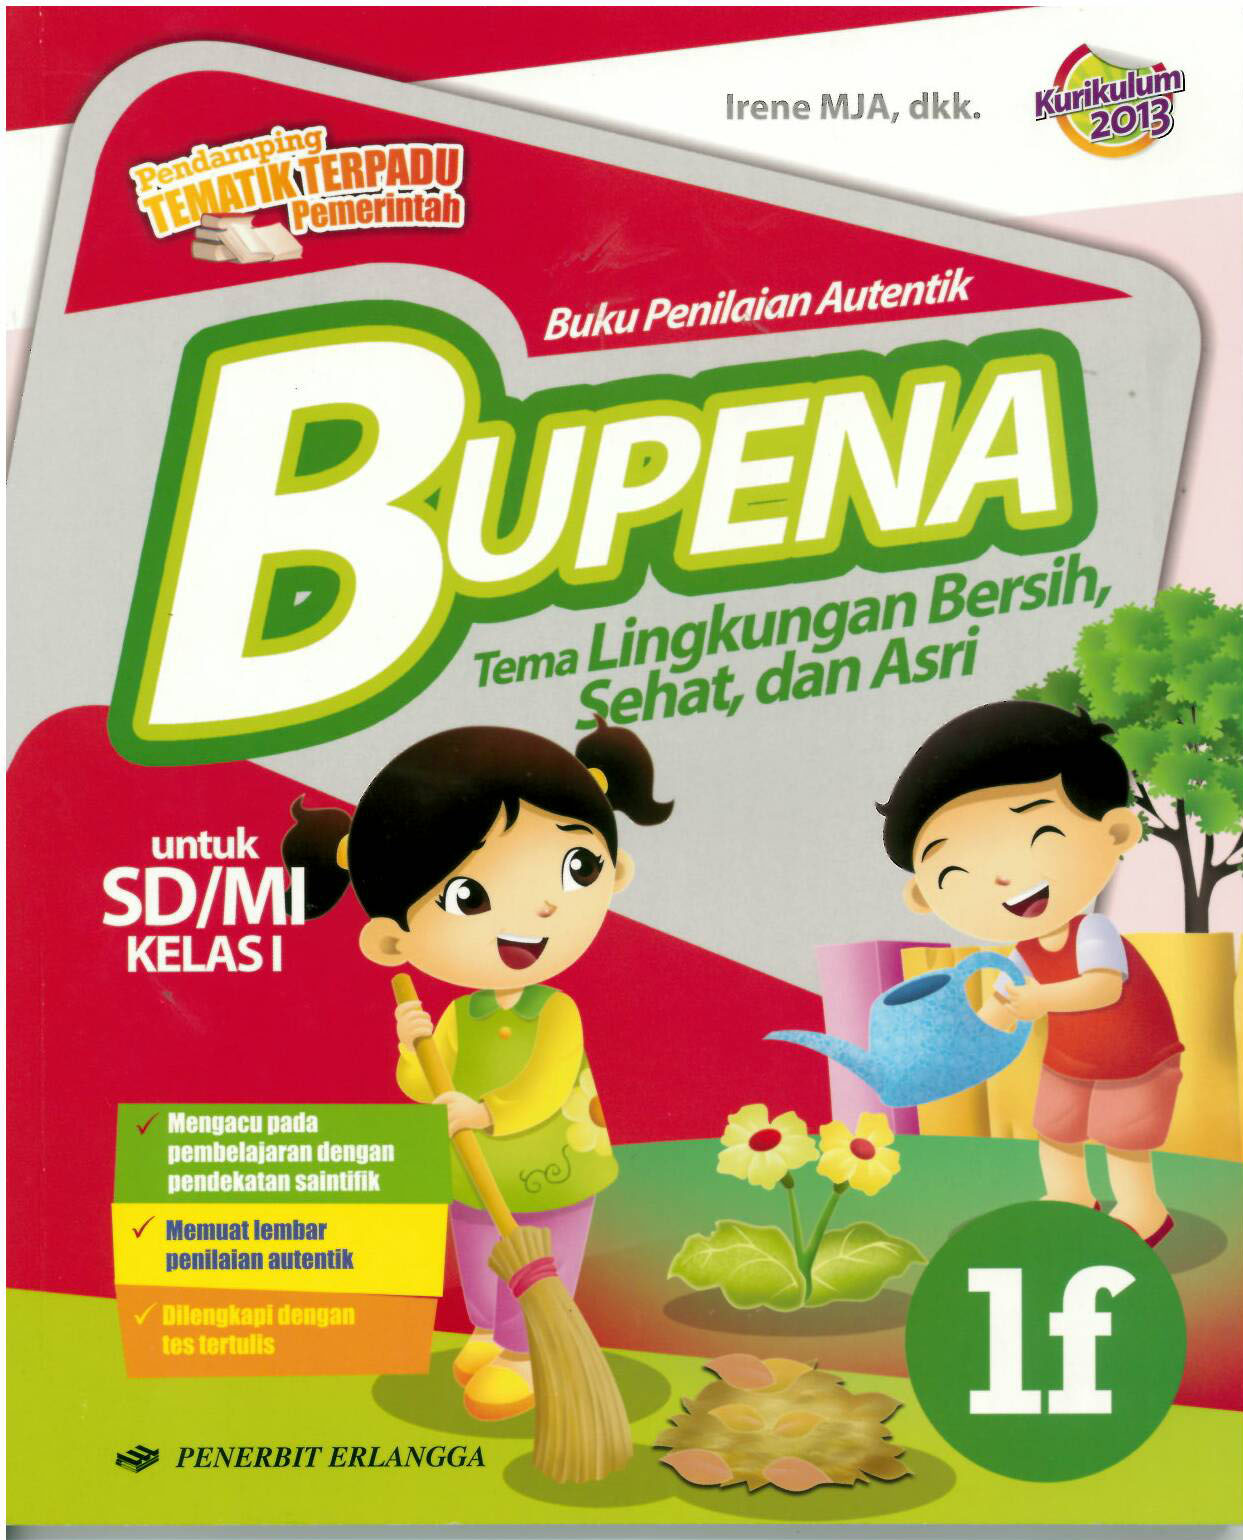 Irene MJA, dkk.
Kurikulum
2013
Pendamping
TEMATIK TERPADU
Pemerintah
Buku Penilaian Autentik
BUPENA
Tema Lingkungan Bersih,
Sehat, dan Asri
untuk
SD/MI
KELAS I
Mengacu pada
pembelajaran dengan
pendekatan saintifik
Memuat lembar
penilaian autentik
Dilengkapi dengan
tes tertulis
1f
PENERBIT ERLANGGA